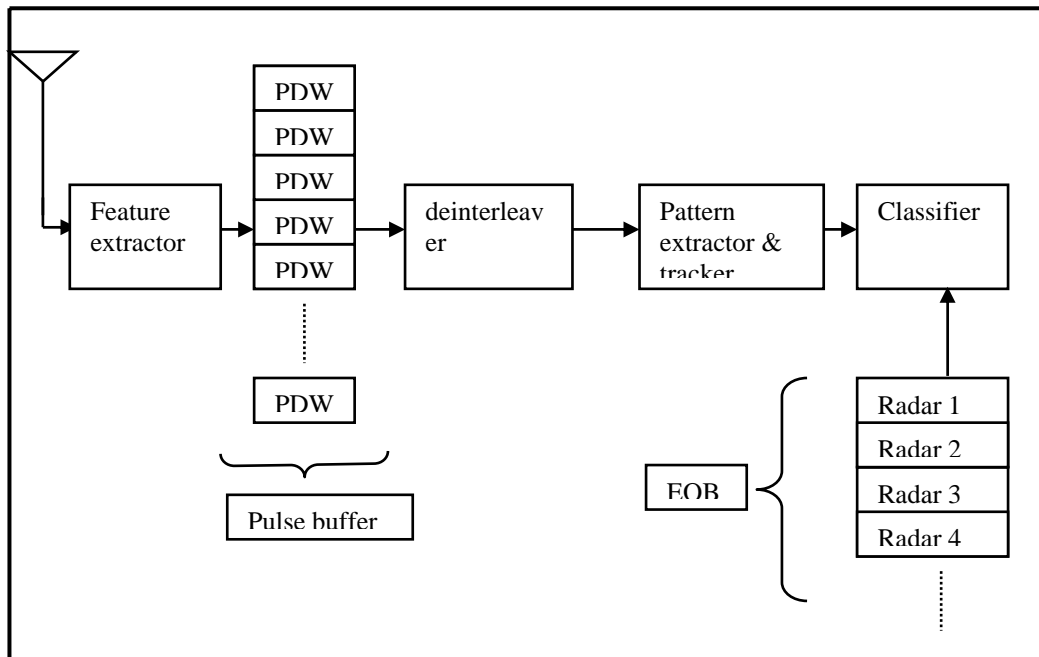 PDW
PDW
PDW
PDW
PDW
PDW
Feature
extractor
deinterleav
er
Pattern
extractor &
tracker
Classifier
Pulse buffer
EOB
Radar 1
Radar 2
Radar 3
Radar 4